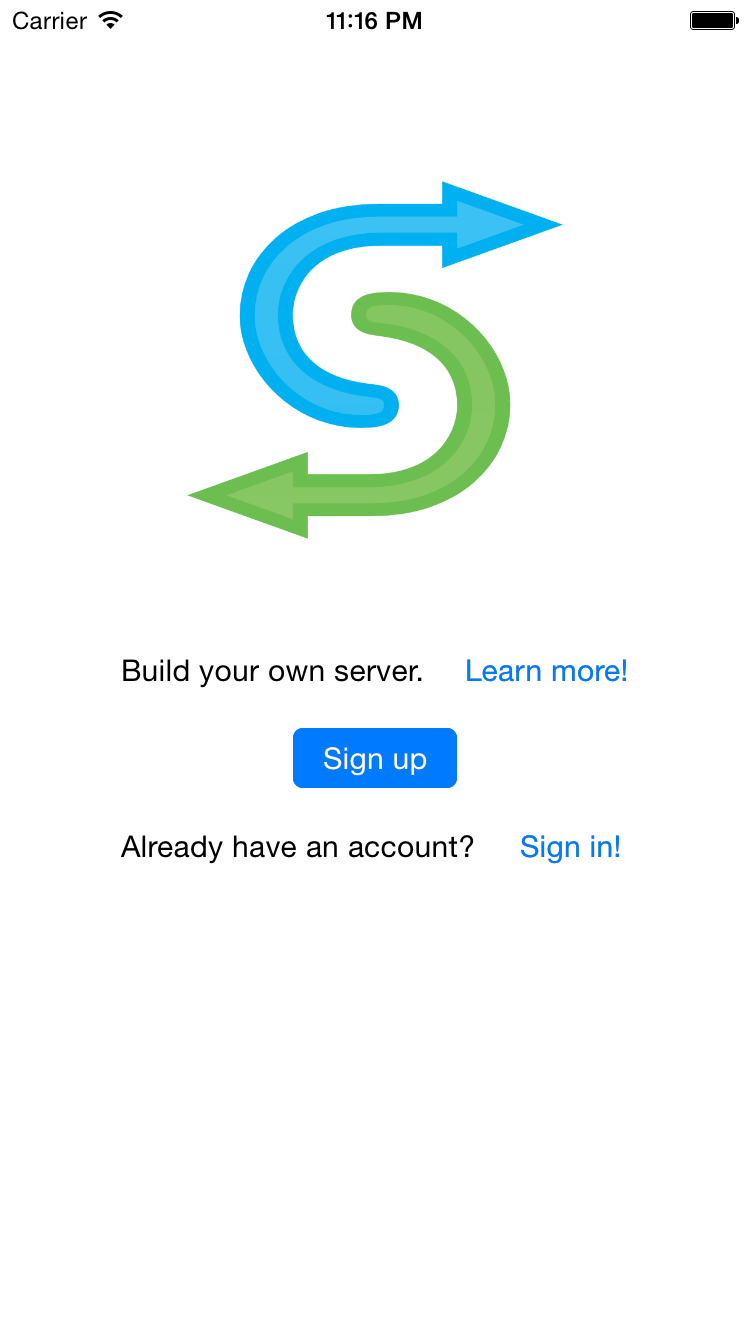 Carrier 11:16 PM
Build your own server. Learn more!
Sign up
Already have an account? Sign in!